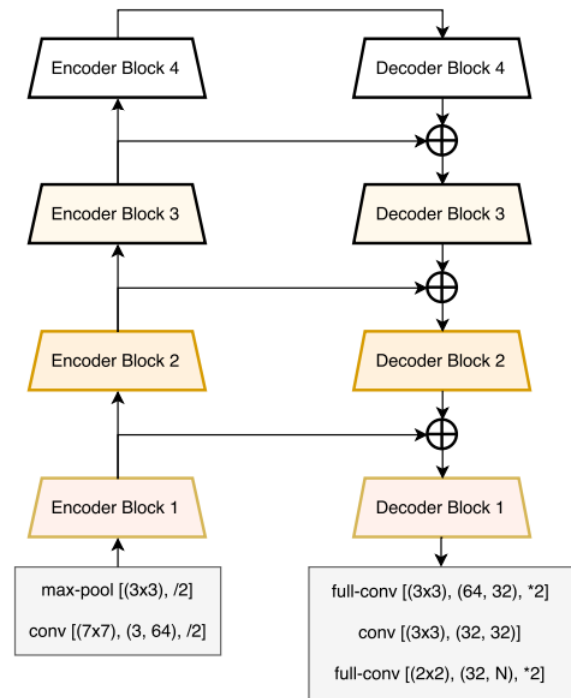 Encoder Block 4
Decoder Block 4
Encoder Block 3
Decoder Block 3
Encoder Block 2
Decoder Block 2
Encoder Block 1
Decoder Block 1
max-pool [(3x3), /2]
conv [(7x7), (3, 64), /2]
full-conv [(3x3), (64, 32), *2]
conv [(3x3), (32, 32)]
full-conv [(2x2), (32, N), *2]